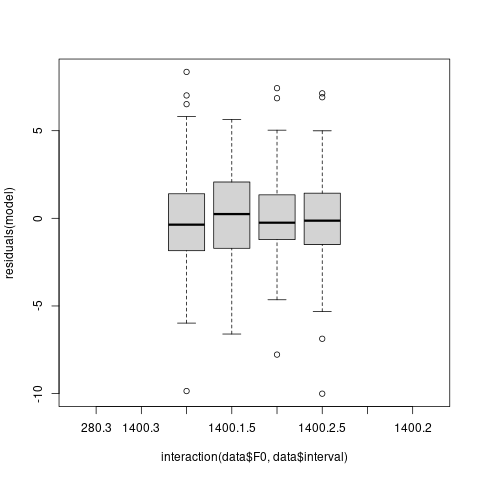 residuals(model)
5
0
-5
-10
280.3 1400.3 1400.1.5 1400.2.5 1400.2
interaction(data$F0, data$interval)